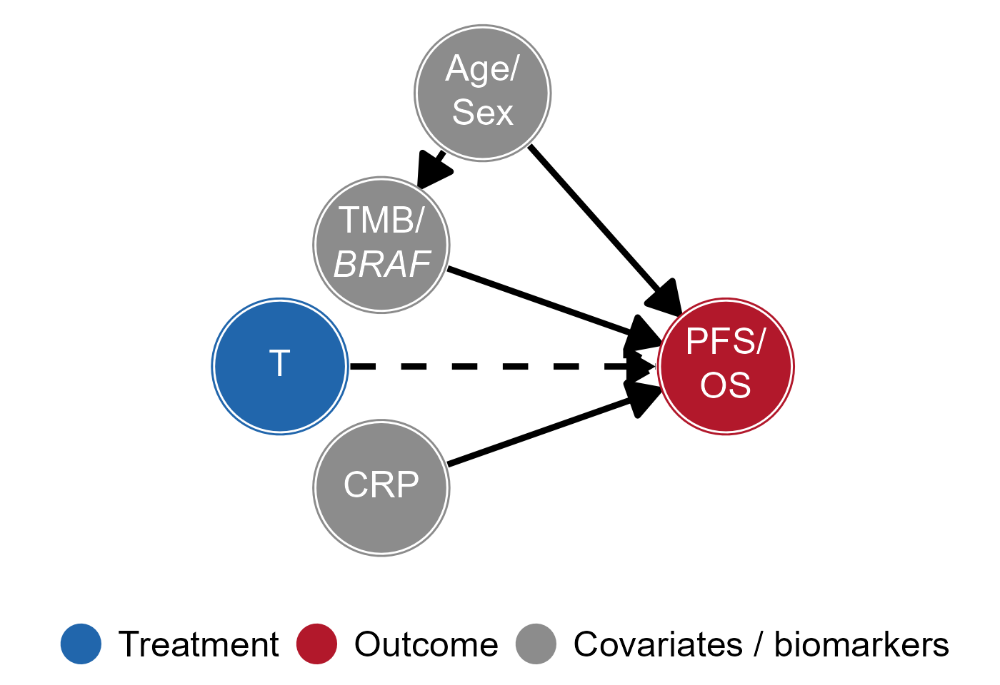 Age/
Sex
TMB/
BRAF
T
PFS/
OS
CRP
Treatment
Outcome
Covariates / biomarkers